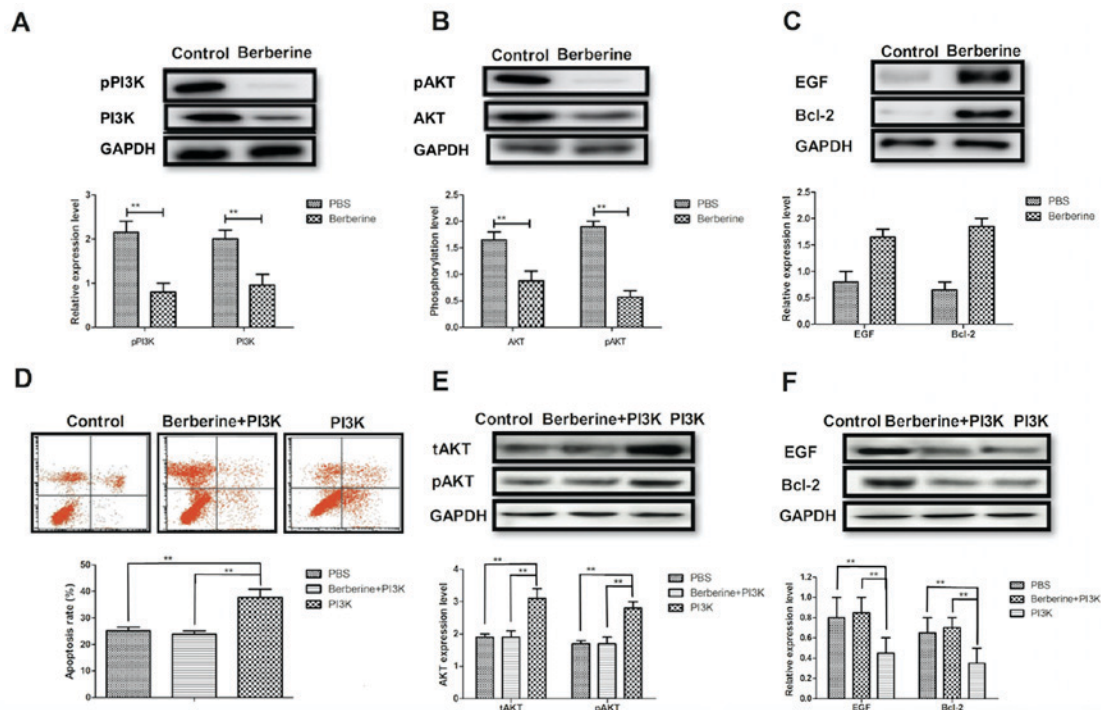 A
Control Berberine
pPI3K
PI3K
GAPDH
Relative expression level
3
2
1
0
**
**
pPI3K
PI3K
PBS
Berberine
B
Control Berberine
pAKT
AKT
GAPDH
Phosphorylation level
2.5
2.0
1.5
1.0
0.5
0.0
**
**
AKT
pAKT
PBS
Berberine
C
Control Berberine
EGF
Bcl-2
GAPDH
Relative expression level
2.5
2.0
1.5
1.0
0.5
0.0
EGF
Bcl-2
PBS
Berberine
D
Control
Berberine+PI3K
PI3K
Apoptosis rate (%)
50
40
30
20
10
0
**
**
PBS
Berberine+PI3K
PI3K
E
Control Berberine+PI3K PI3K
tAKT
pAKT
GAPDH
AKT expression level
4
3
2
1
0
**
**
**
**
tAKT
pAKT
PBS
Berberine+PI3K
PI3K
F
Control Berberine+PI3K PI3K
EGF
Bcl-2
GAPDH
Relative expression level
1.2
1.0
0.8
0.6
0.4
0.2
0.0
**
**
**
**
EGF
Bcl-2
PBS
Berberine+PI3K
PI3K